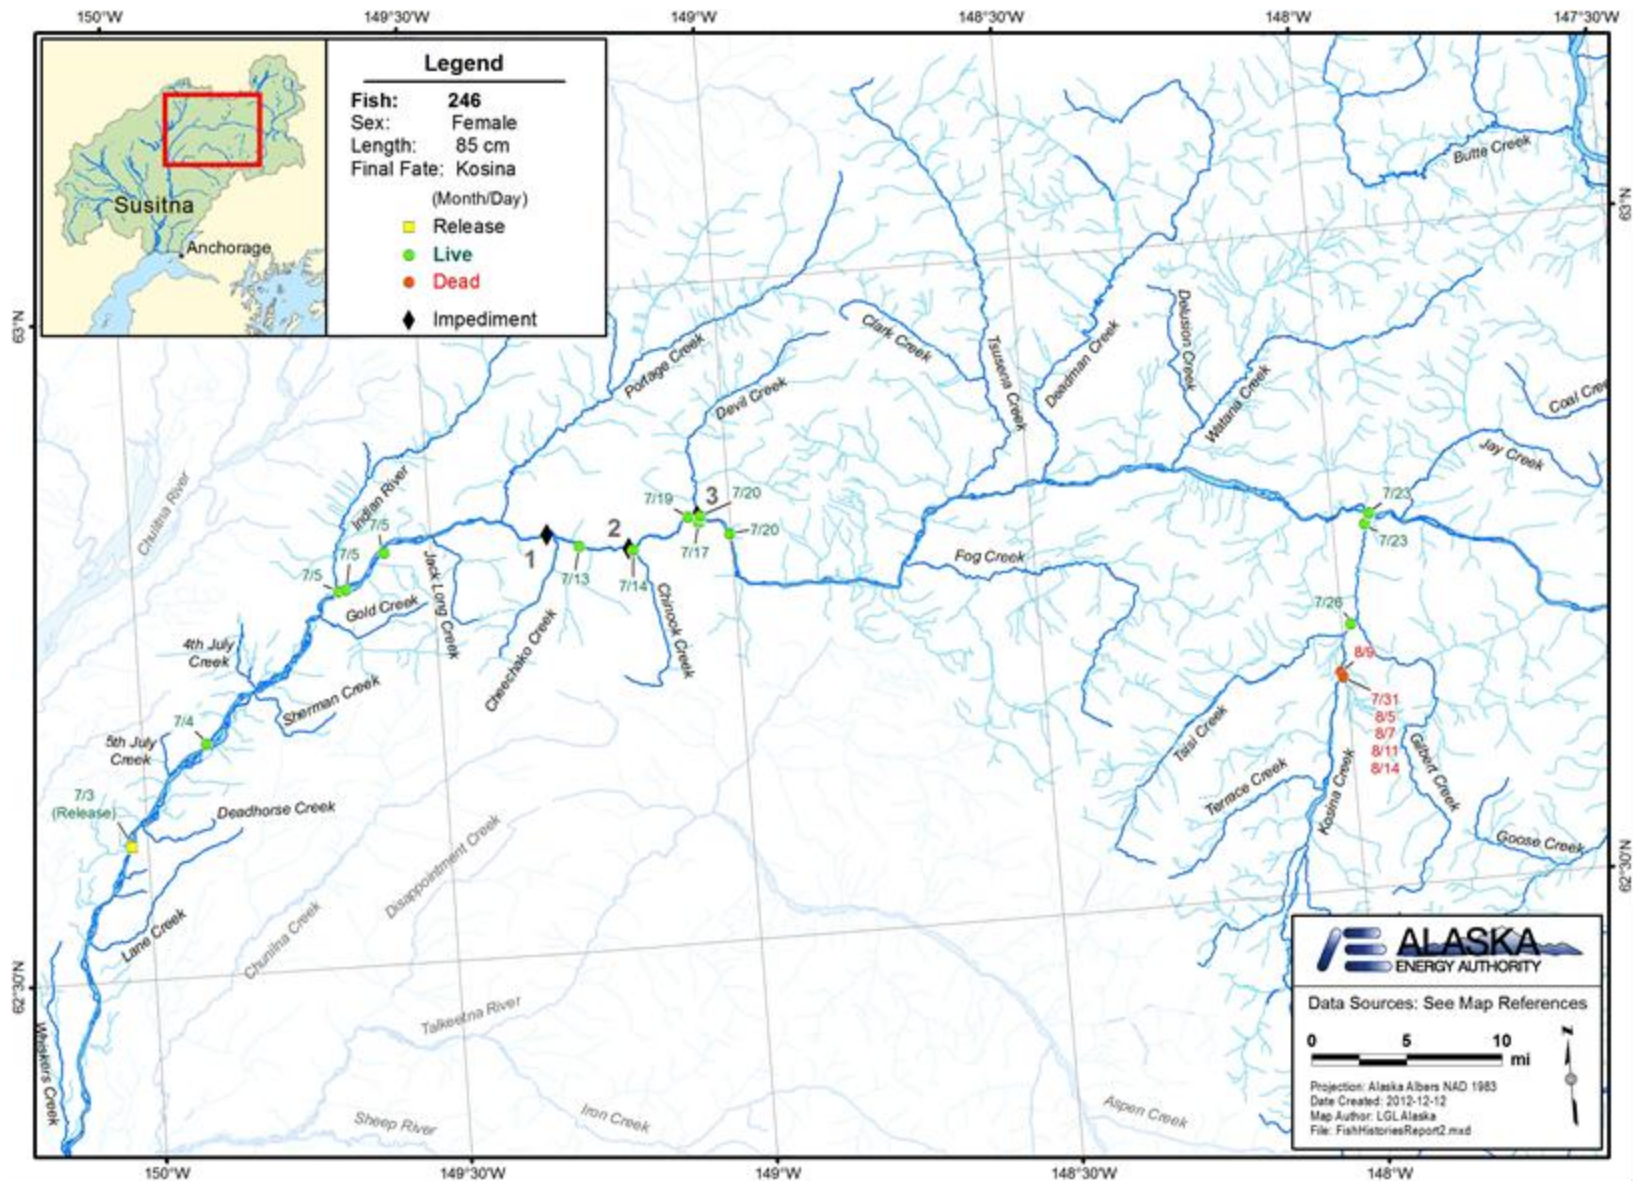 150°W
149°30'W
149°W
148°30'W
148°W
147°30'W
Legend
Fish: 246
Sex: Female
Length: 85 cm
Final Fate: Kosina
(Month/Day)
Release
Live
Dead
Impediment
Susitna
Anchorage
63°N
63°N
Butte Creek
Chulitna River
Indian River
Portage Creek
Devil Creek
Clark Creek
Tsusena Creek
Deadman Creek
Delusion Creek
Watana Creek
Coal Cree
Jay Creek
7/19
3
7/20
7/17
7/20
7/23
7/23
7/5
7/5
7/5
1
2
7/13
7/14
Jack Long Creek
Gold Creek
Cheechako Creek
Chinook Creek
Fog Creek
7/26
8/9
7/31
8/5
8/7
8/11
8/14
4th July
Creek
Sherman Creek
7/4
5th July
Creek
7/3
(Release)
Deadhorse Creek
Tsisi Creek
Terrace Creek
Kosina Creek
Gilbert Creek
Goose Creek
Lane Creek
Chunilna Creek
Disappointment Creek
62°30'N
62°30'N
Whiskers Creek
Talkeetna River
Sheep River
Iron Creek
Aspen Creek
ALASKA
ENERGY AUTHORITY
Data Sources: See Map References
0 5 10
mi
N
Projection: Alaska Albers NAD 1983
Date Created: 2012-12-12
Map Author: LGL Alaska
File: FishHistoriesReport2.mxd
150°W
149°30'W
149°W
148°30'W
148°W